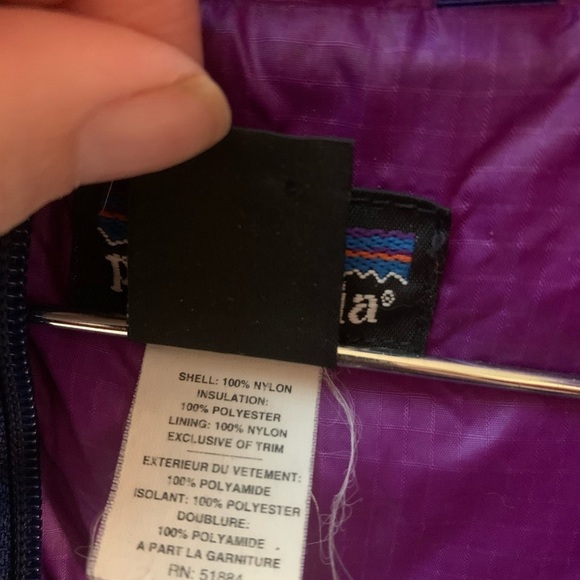 p ia®
SHELL: 100% NYLON
INSULATION:
100% POLYESTER
LINING: 100% NYLON
EXCLUSIVE OF TRIM
EXTERIEUR DU VETEMENT:
100% POLYAMIDE
ISOLANT: 100% POLYESTER
DOUBLURE:
100% POLYAMIDE
A PART LA GARNITURE
RN: 51884